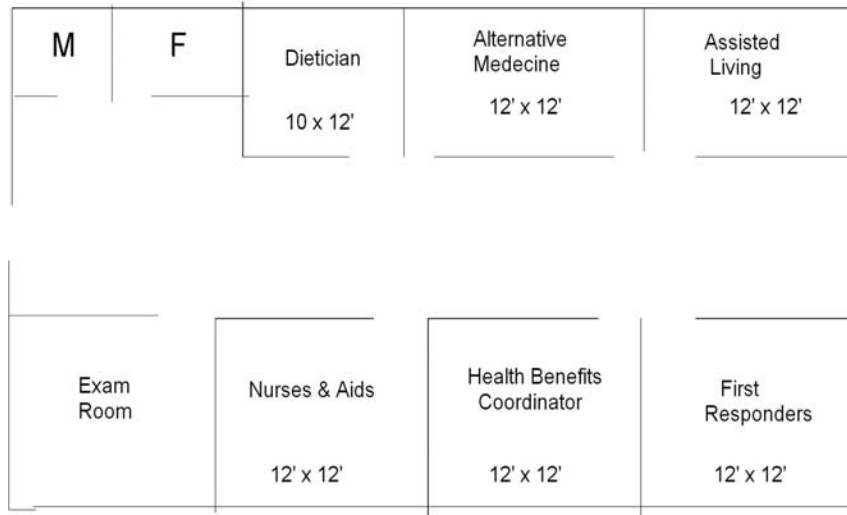 M
F
Dietician
10 x 12'
Alternative
Medecine
12' x 12'
Assisted
Living
12' x 12'
Exam
Room
Nurses & Aids
12' x 12'
Health Benefits
Coordinator
12' x 12'
First
Responders
12' x 12'